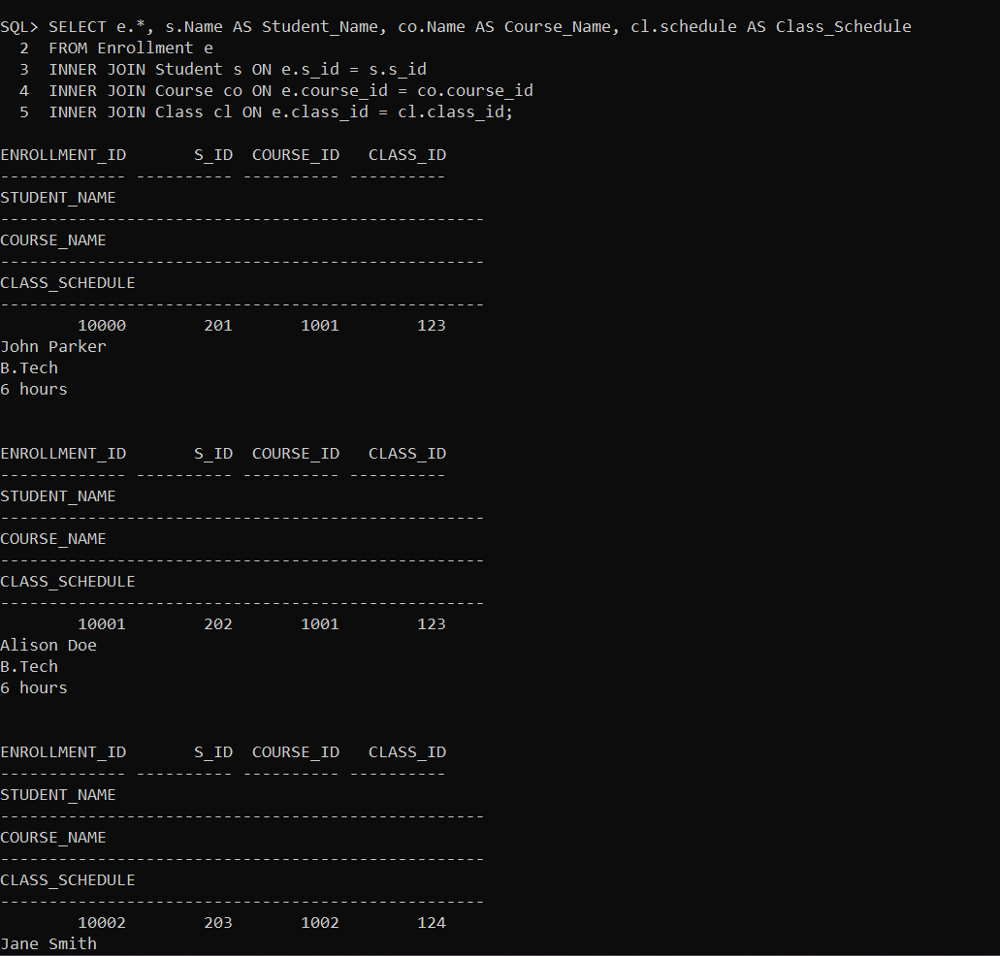 SQL> SELECT e.*, s.Name AS Student_Name, co.Name AS Course_Name, cl.schedule AS Class_Schedule
  2  FROM Enrollment e
  3  INNER JOIN Student s ON e.s_id = s.s_id
  4  INNER JOIN Course co ON e.course_id = co.course_id
  5  INNER JOIN Class cl ON e.class_id = cl.class_id;

ENROLLMENT_ID       S_ID  COURSE_ID   CLASS_ID
------------- ---------- ---------- ----------
STUDENT_NAME
--------------------------------------------------
COURSE_NAME
--------------------------------------------------
CLASS_SCHEDULE
--------------------------------------------------
        10000        201       1001        123
John Parker
B.Tech
6 hours


ENROLLMENT_ID       S_ID  COURSE_ID   CLASS_ID
------------- ---------- ---------- ----------
STUDENT_NAME
--------------------------------------------------
COURSE_NAME
--------------------------------------------------
CLASS_SCHEDULE
--------------------------------------------------
        10001        202       1001        123
Alison Doe
B.Tech
6 hours


ENROLLMENT_ID       S_ID  COURSE_ID   CLASS_ID
------------- ---------- ---------- ----------
STUDENT_NAME
--------------------------------------------------
COURSE_NAME
--------------------------------------------------
CLASS_SCHEDULE
--------------------------------------------------
        10002        203       1002        124
Jane Smith